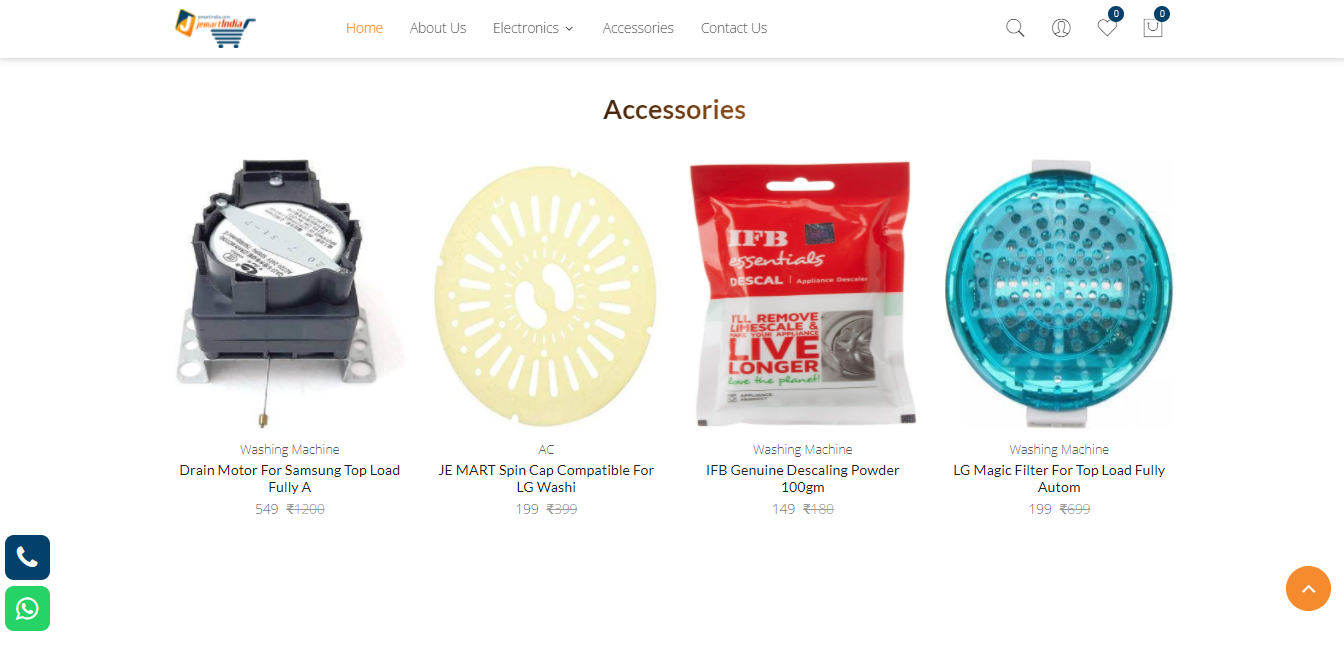 jemartindia.com
jemartIndia
Home About Us Electronics Accessories Contact Us
0 0
Accessories
IFB
essentials
DESCAL | Appliance Descaler
I'LL REMOVE
LIMESCALE &
MAKE YOUR APPLIANCE
LIVE
LONGER
love the planet!
Washing Machine
Drain Motor For Samsung Top Load
Fully A
549 ₹1200
AC
JE MART Spin Cap Compatible For
LG Washi
199 ₹399
Washing Machine
IFB Genuine Descaling Powder
100gm
149 ₹180
Washing Machine
LG Magic Filter For Top Load Fully
Autom
199 ₹699